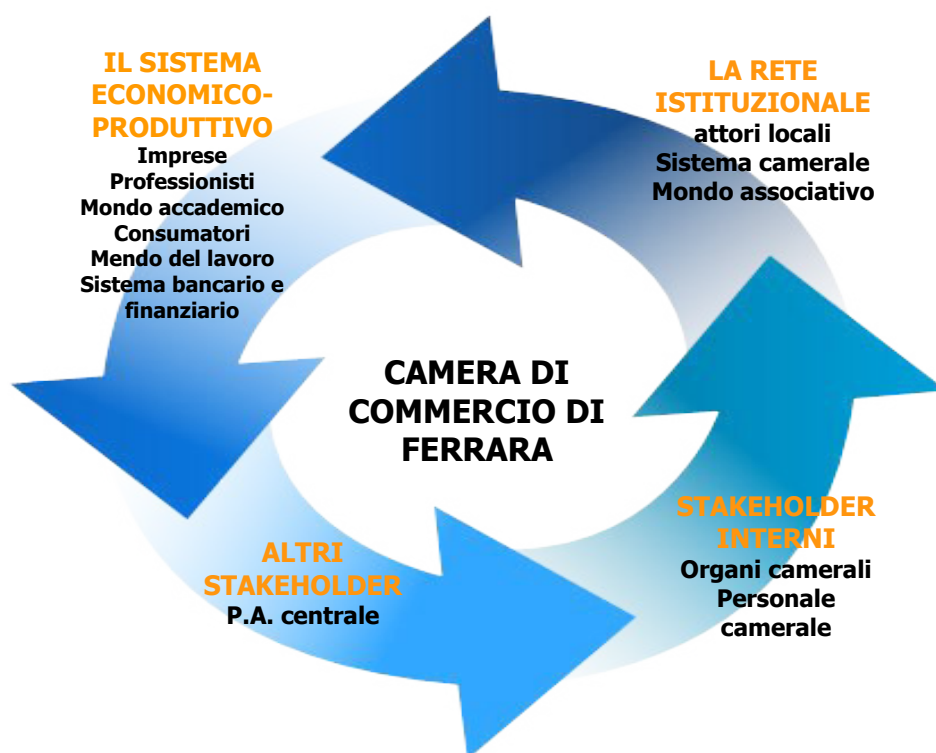 IL SISTEMA
ECONOMICO-
PRODUTTIVO
Imprese
Professionisti
Mondo accademico
Consumatori
Mendo del lavoro
Sistema bancario e
finanziario
LA RETE
ISTITUZIONALE
attori locali
Sistema camerale
Mondo associativo
CAMERA DI
COMMERCIO DI
FERRARA
ALTRI
STAKEHOLDER
P.A. centrale
STAKEHOLDER
INTERNI
Organi camerali
Personale
camerale